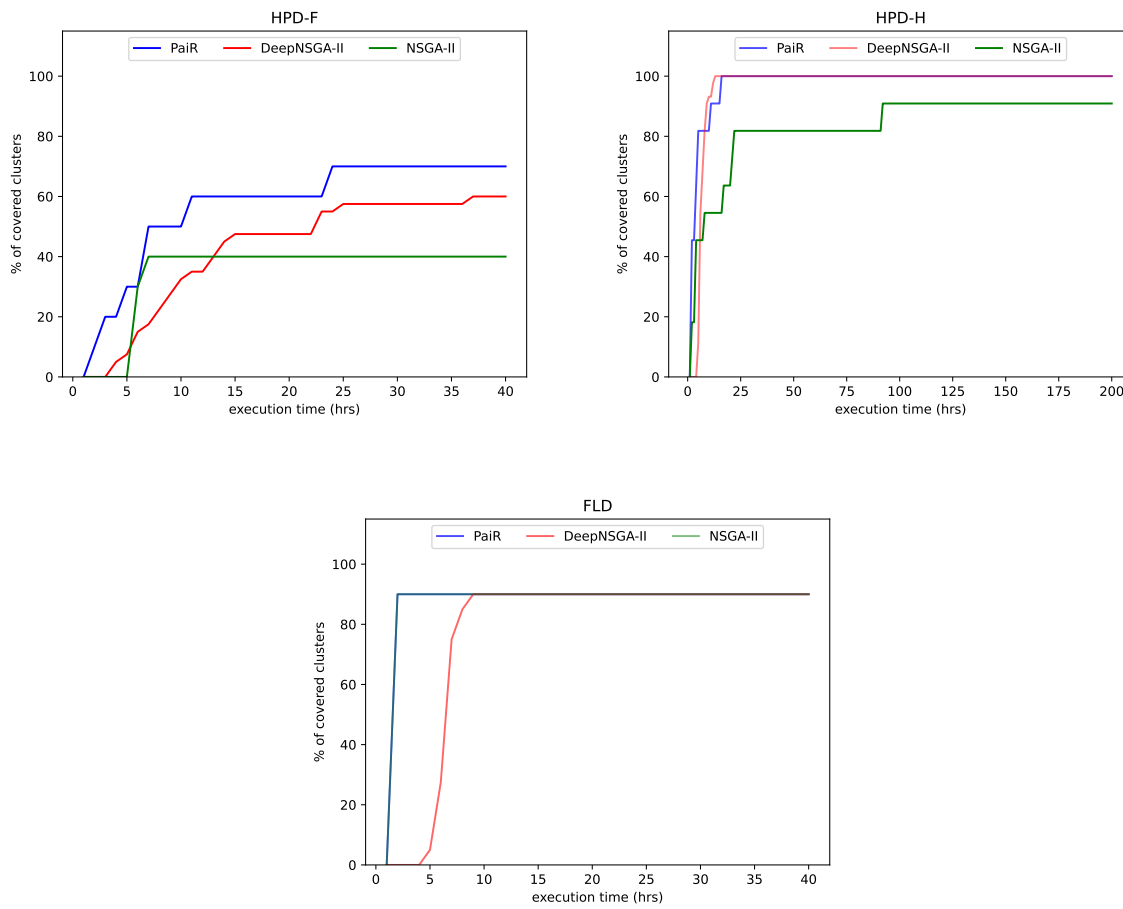 HPD-F
PaiR DeepNSGA-II NSGA-II
100
80
60
40
20
0
% of covered clusters
0 5 10 15 20 25 30 35 40
execution time (hrs)
HPD-H
PaiR DeepNSGA-II NSGA-II
100
80
60
40
20
0
% of covered clusters
0 25 50 75 100 125 150 175 200
execution time (hrs)
FLD
PaiR DeepNSGA-II NSGA-II
100
80
60
40
20
0
% of covered clusters
0 5 10 15 20 25 30 35 40
execution time (hrs)